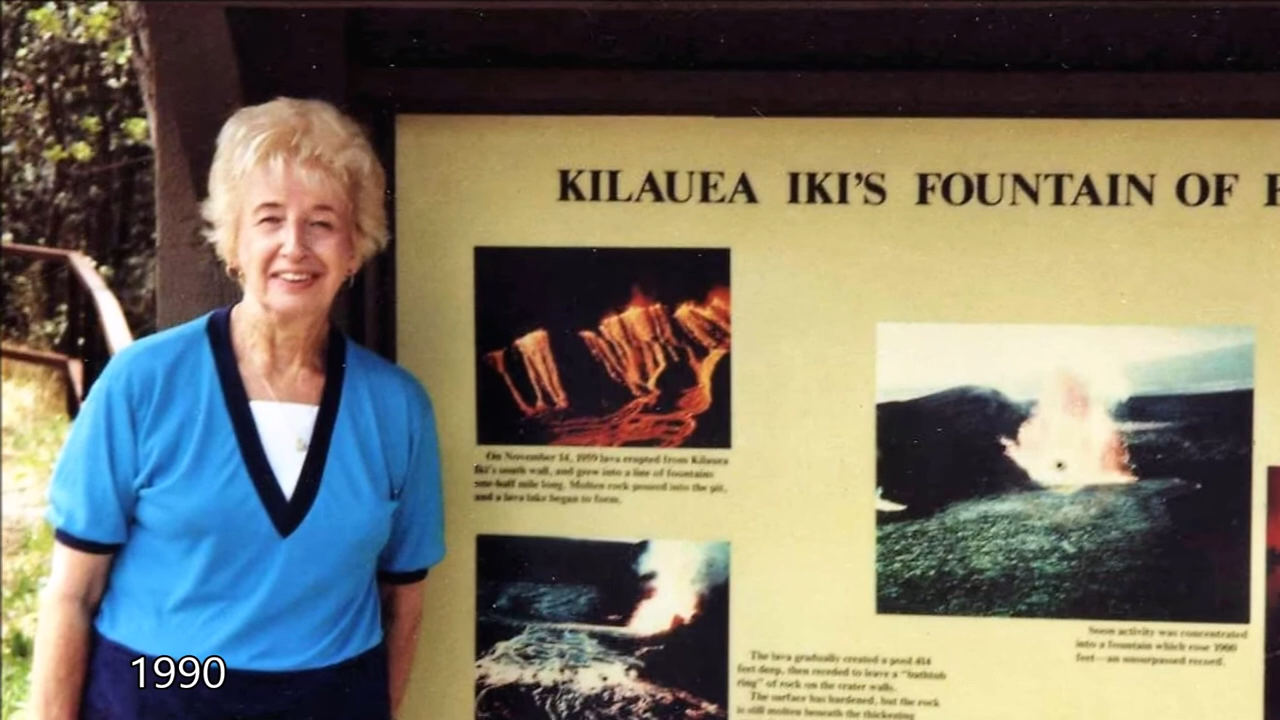 KILAUEA IKI'S FOUNTAIN OF
On November 14, 1959 lava erupted from Kilauea
Iki's south wall, and grew into a line of fountains
one-half mile long. Molten rock poured into the pit,
and a lava lake began to form.
Soon activity was concentrated
into a fountain which rose 1900
feet—an unsurpassed record.
The lava gradually created a pool 414
feet deep, then receded to leave a "bathtub
ring" of rock on the crater walls.
The surface has hardened, but the rock
is still molten beneath the thickening
1990